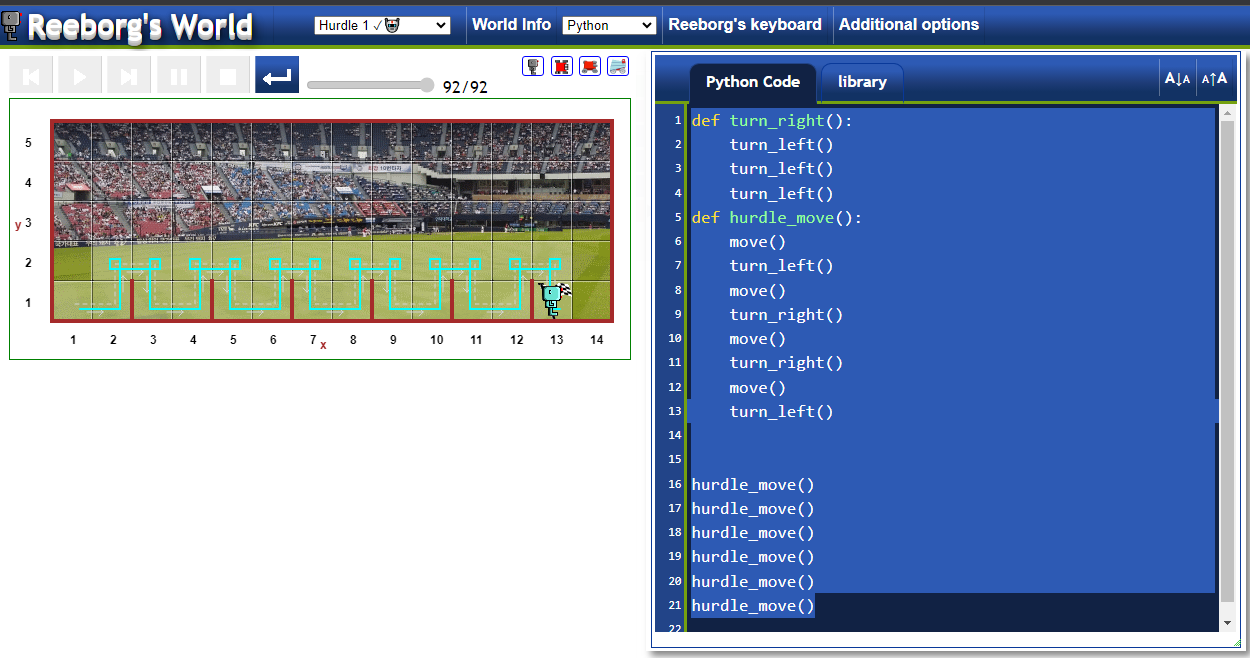 Reeborg's World
Hurdle 1 ✓
World Info
Python
Reeborg's keyboard
Additional options
92/92
5
4
y 3
2
1
1 2 3 4 5 6 7 x 8 9 10 11 12 13 14
Python Code
library
A↓A
A↑A
1 def turn_right():
2 turn_left()
3 turn_left()
4 turn_left()
5 def hurdle_move():
6 move()
7 turn_left()
8 move()
9 turn_right()
10 move()
11 turn_right()
12 move()
13 turn_left()
14
15
16 hurdle_move()
17 hurdle_move()
18 hurdle_move()
19 hurdle_move()
20 hurdle_move()
21 hurdle_move()
22